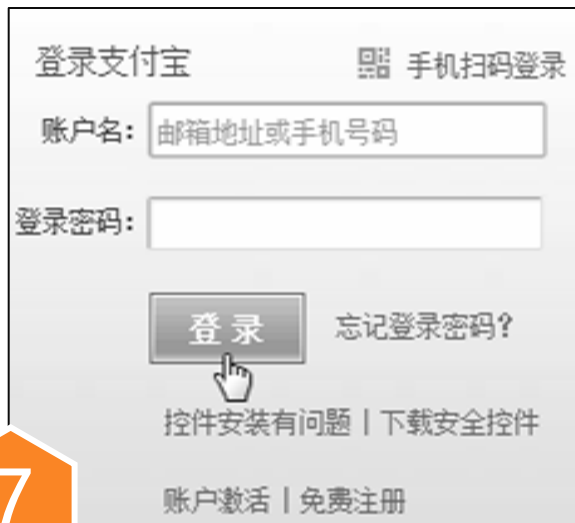 登录支付宝 手机扫码登录
账户名: 邮箱地址或手机号码
登录密码:
登录 忘记登录密码?
控件安装有问题 | 下载安全控件
账户激活 | 免费注册
7